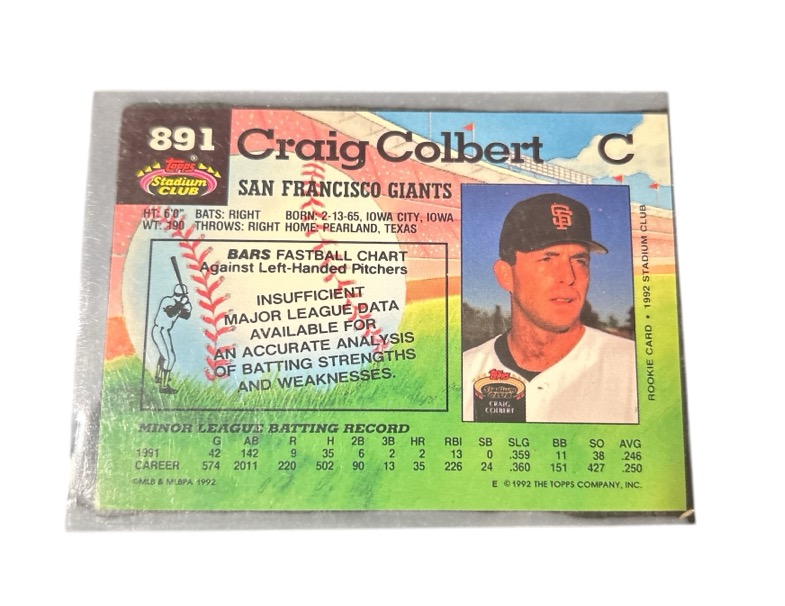 891
Craig Colbert C
Topps®
Stadium
CLUB
SAN FRANCISCO GIANTS
HT: 6'0" BATS: RIGHT BORN: 2-13-65, IOWA CITY, IOWA
WT: 190 THROWS: RIGHT HOME: PEARLAND, TEXAS
BARS FASTBALL CHART
Against Left-Handed Pitchers
INSUFFICIENT
MAJOR LEAGUE DATA
AVAILABLE FOR
AN ACCURATE ANALYSIS
OF BATTING STRENGTHS
AND WEAKNESSES.
SF
Topps
Stadium
CLUB
CRAIG
COLBERT
ROOKIE CARD • 1992 STADIUM CLUB
MINOR LEAGUE BATTING RECORD
G AB R H 2B 3B HR RBI SB SLG BB SO AVG
1991 42 142 9 35 6 2 2 13 0 .359 11 38 .246
CAREER 574 2011 220 502 90 13 35 226 24 .360 151 427 .250
©MLB & MLBPA 1992 E ©1992 THE TOPPS COMPANY, INC.